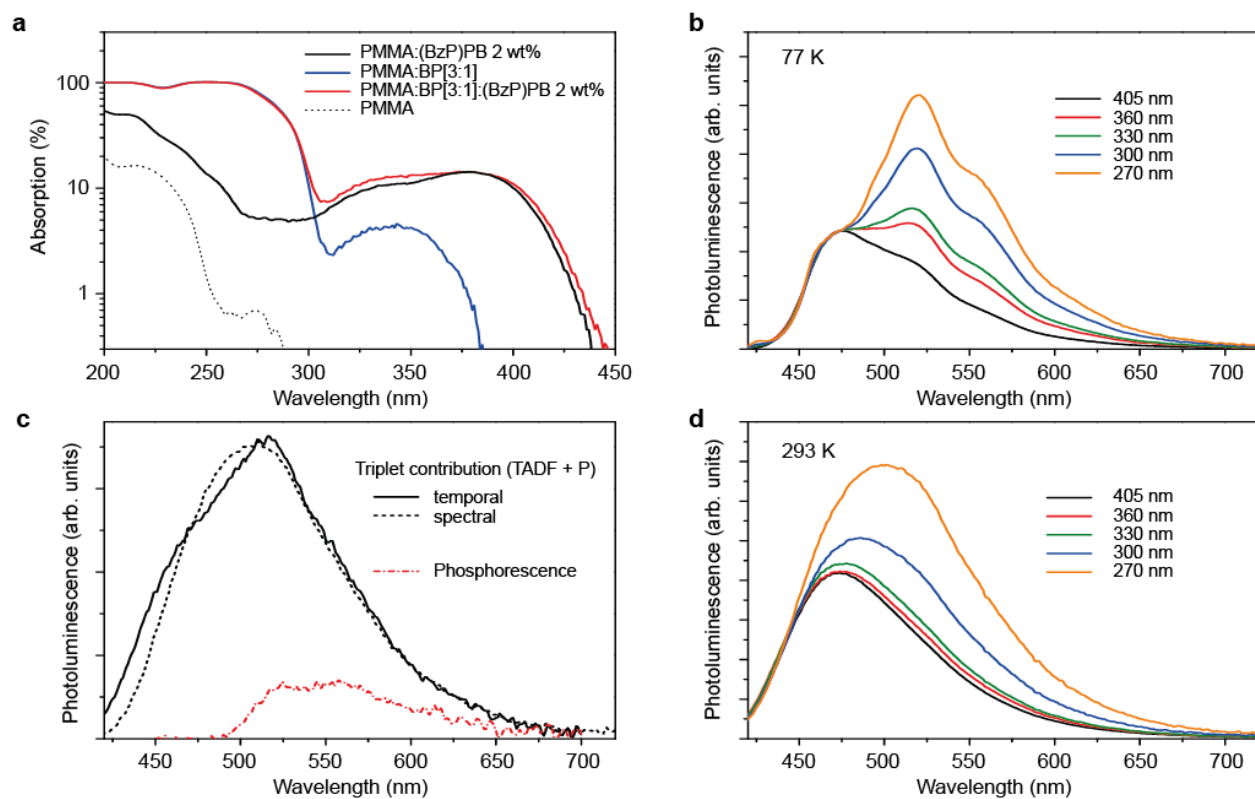 a
PMMA:(BzP)PB 2 wt%
PMMA:BP[3:1]
PMMA:BP[3:1]:(BzP)PB 2 wt%
PMMA
100
10
1
Absorption (%)
200 250 300 350 400 450
Wavelength (nm)
b
77 K
405 nm
360 nm
330 nm
300 nm
270 nm
Photoluminescence (arb. units)
450 500 550 600 650 700
Wavelength (nm)
c
Triplet contribution (TADF + P)
temporal
spectral
Phosphorescence
Photoluminescence (arb. units)
450 500 550 600 650 700
Wavelength (nm)
d
293 K
405 nm
360 nm
330 nm
300 nm
270 nm
Photoluminescence (arb. units)
450 500 550 600 650 700
Wavelength (nm)